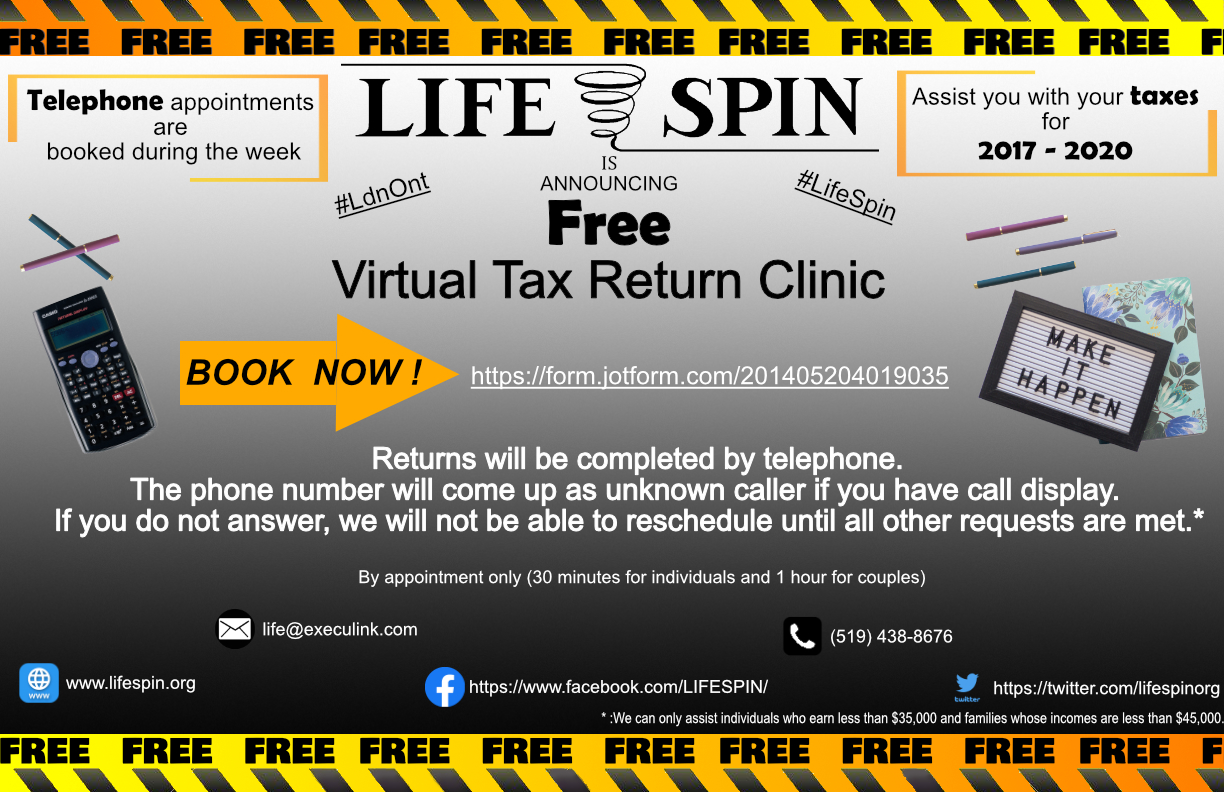 FREE FREE FREE FREE FREE FREE FREE FREE FREE FREE F
Telephone appointments
are
booked during the week
LIFE SPIN
IS
ANNOUNCING
Free
Virtual Tax Return Clinic
#LdnOnt
#LifeSpin
Assist you with your taxes
for
2017 - 2020
CASIO
MAKE
IT
HAPPEN
BOOK NOW !
https://form.jotform.com/201405204019035
Returns will be completed by telephone.
The phone number will come up as unknown caller if you have call display.
If you do not answer, we will not be able to reschedule until all other requests are met.*
By appointment only (30 minutes for individuals and 1 hour for couples)
life@execulink.com
(519) 438-8676
www
www.lifespin.org
https://www.facebook.com/LIFESPIN/
twitter
https://twitter.com/lifespinorg
* :We can only assist individuals who earn less than $35,000 and families whose incomes are less than $45,000.
FREE FREE FREE FREE FREE FREE FREE FREE FREE FREE F